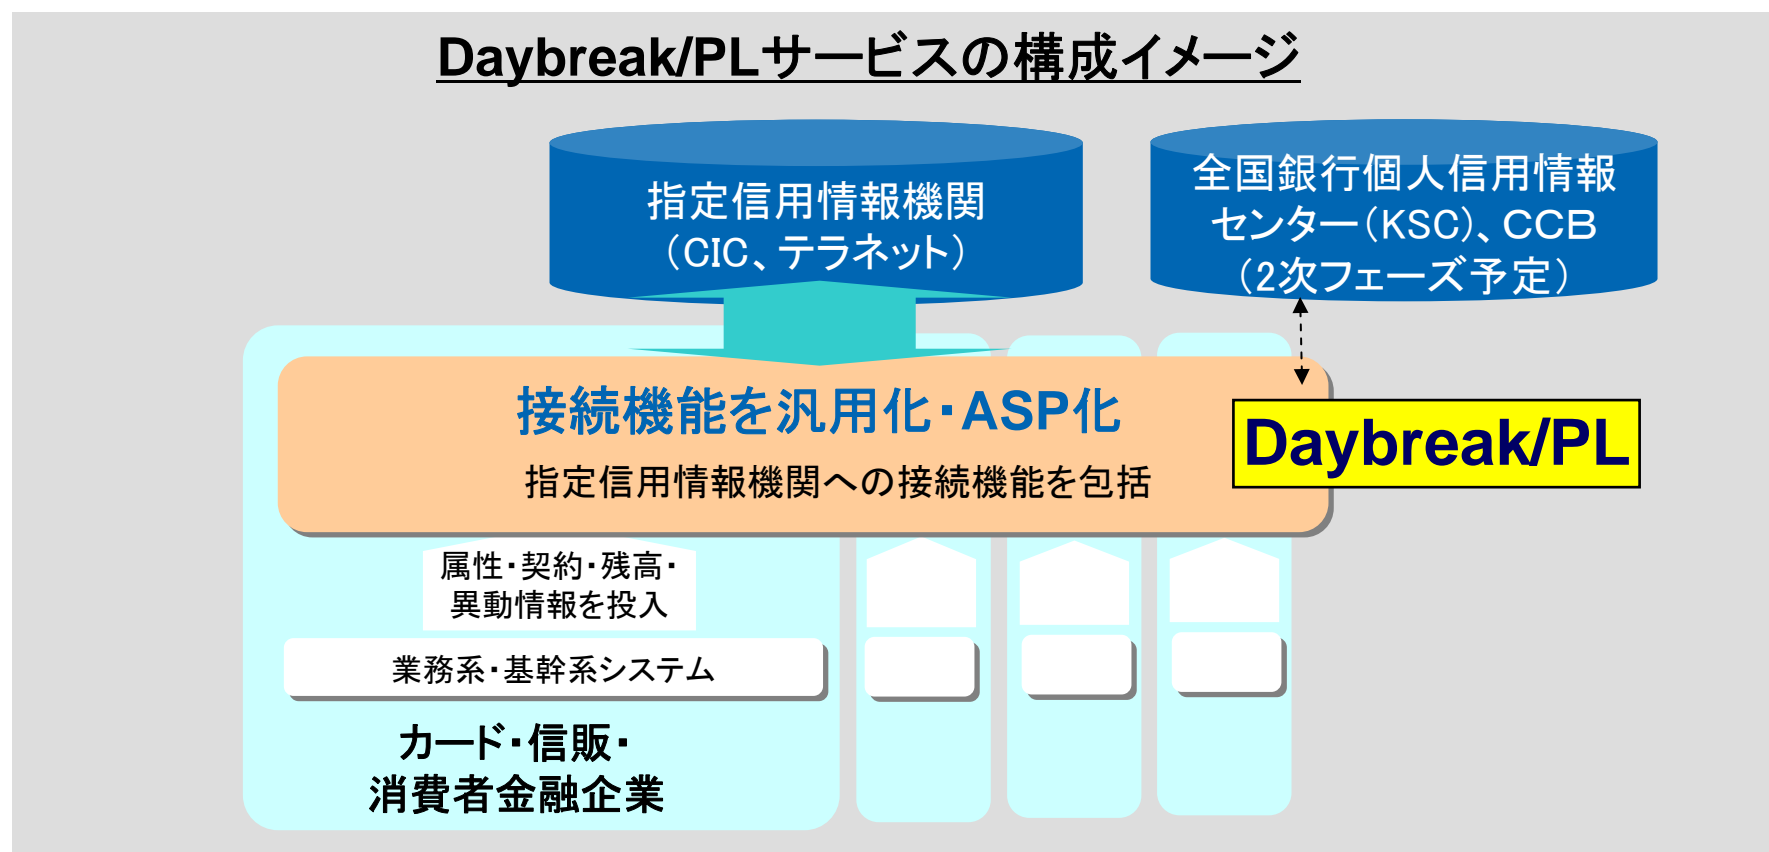 Daybreak/PLサービスの構成イメージ
指定信用情報機関
（CIC、テラネット）
全国銀行個人信用情報
センター（KSC）、ＣＣＢ
（2次フェーズ予定）
接続機能を汎用化・ASP化
指定信用情報機関への接続機能を包括
Daybreak/PL
属性・契約・残高・
異動情報を投入
業務系・基幹系システム
カード・信販・
消費者金融企業